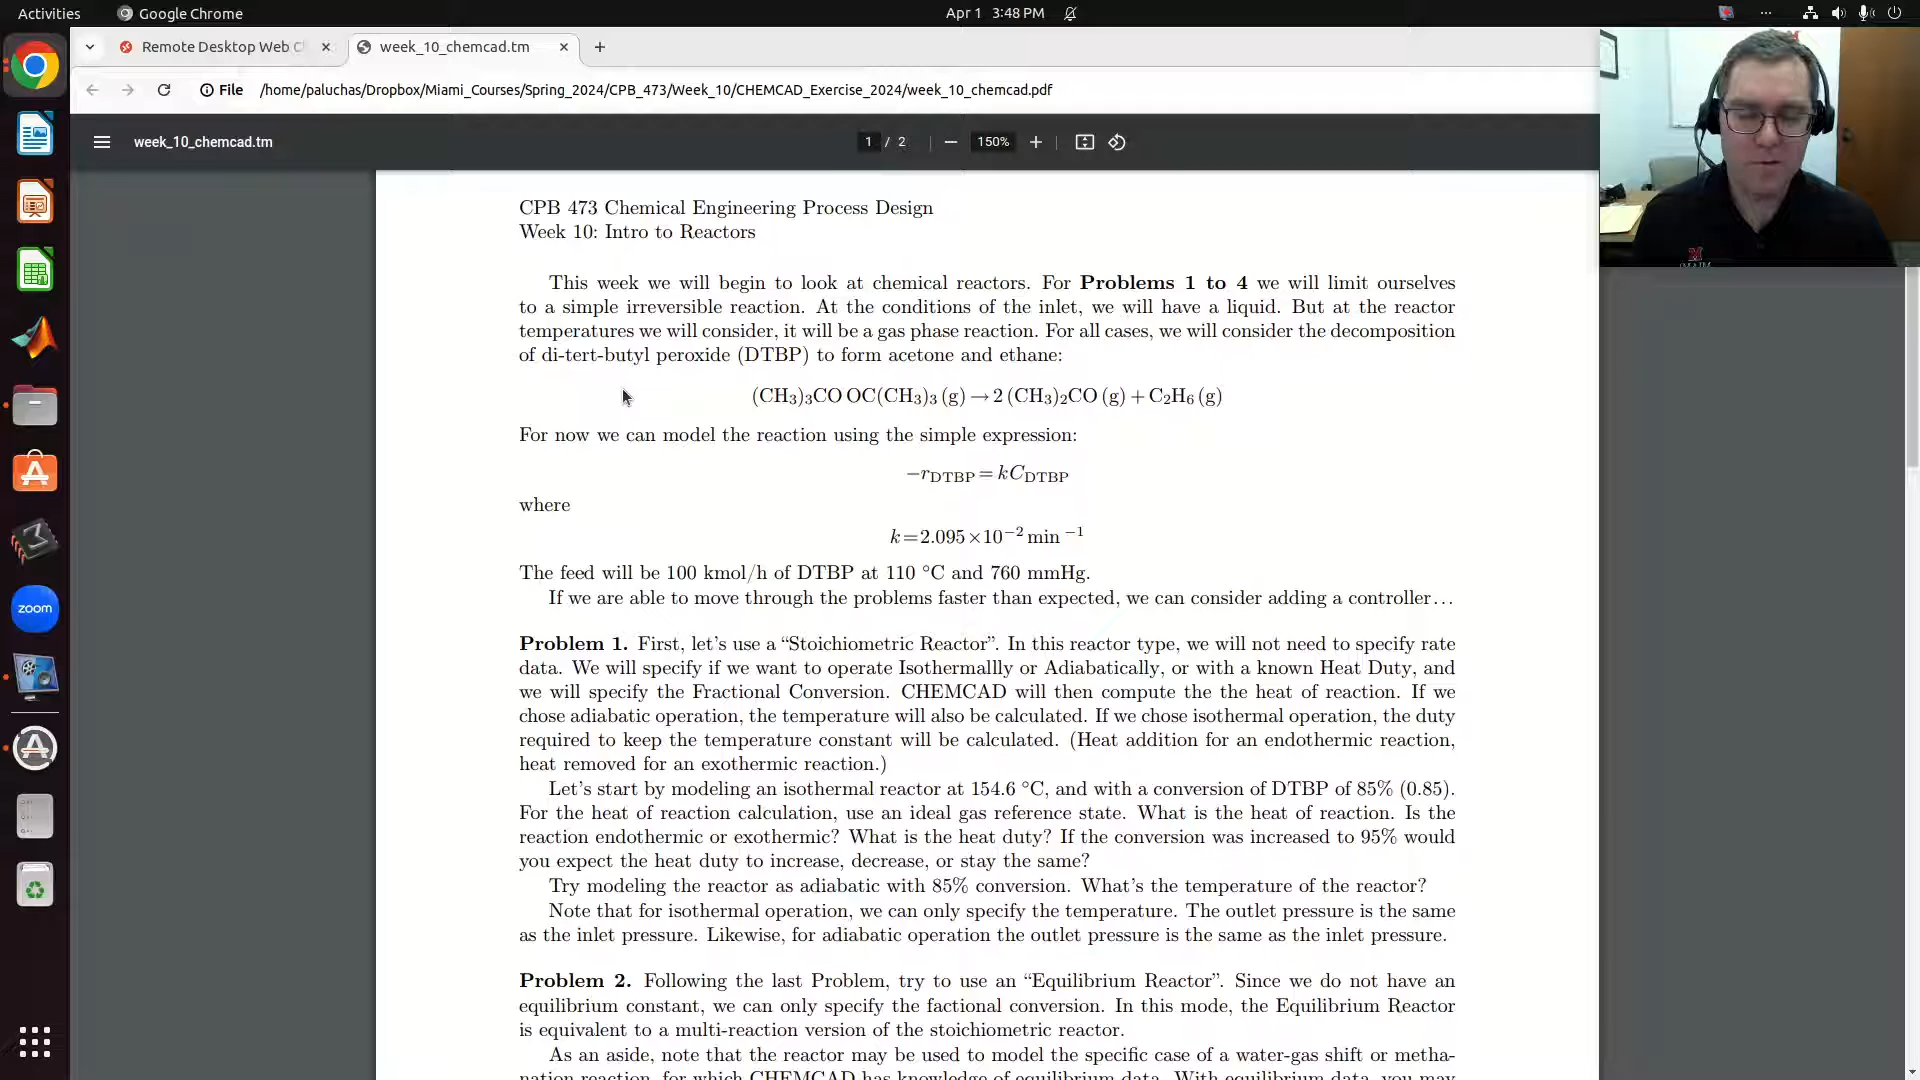 Activities
Google Chrome
Apr 1 3:48 PM
Remote Desktop Web C
week_10_chemcad.tm
File
/home/paluchas/Dropbox/Miami_Courses/Spring_2024/CPB_473/Week_10/CHEMCAD_Exercise_2024/week_10_chemcad.pdf
week_10_chemcad.tm
1 / 2
150%
CPB 473 Chemical Engineering Process Design
Week 10: Intro to Reactors
This week we will begin to look at chemical reactors. For Problems 1 to 4 we will limit ourselves
to a simple irreversible reaction. At the conditions of the inlet, we will have a liquid. But at the reactor
temperatures we will consider, it will be a gas phase reaction. For all cases, we will consider the decomposition
of di-tert-butyl peroxide (DTBP) to form acetone and ethane:
(CH₃)₃CO OC(CH₃)₃ (g) → 2 (CH₃)₂CO (g) + C₂H₆ (g)
For now we can model the reaction using the simple expression:
−r_DTBP = kC_DTBP
where
k = 2.095 × 10⁻² min ⁻¹
The feed will be 100 kmol/h of DTBP at 110 °C and 760 mmHg.
If we are able to move through the problems faster than expected, we can consider adding a controller…
Problem 1. First, let's use a “Stoichiometric Reactor”. In this reactor type, we will not need to specify rate
data. We will specify if we want to operate Isothermallly or Adiabatically, or with a known Heat Duty, and
we will specify the Fractional Conversion. CHEMCAD will then compute the the heat of reaction. If we
chose adiabatic operation, the temperature will also be calculated. If we chose isothermal operation, the duty
required to keep the temperature constant will be calculated. (Heat addition for an endothermic reaction,
heat removed for an exothermic reaction.)
Let's start by modeling an isothermal reactor at 154.6 °C, and with a conversion of DTBP of 85% (0.85).
For the heat of reaction calculation, use an ideal gas reference state. What is the heat of reaction. Is the
reaction endothermic or exothermic? What is the heat duty? If the conversion was increased to 95% would
you expect the heat duty to increase, decrease, or stay the same?
Try modeling the reactor as adiabatic with 85% conversion. What's the temperature of the reactor?
Note that for isothermal operation, we can only specify the temperature. The outlet pressure is the same
as the inlet pressure. Likewise, for adiabatic operation the outlet pressure is the same as the inlet pressure.
Problem 2. Following the last Problem, try to use an “Equilibrium Reactor”. Since we do not have an
equilibrium constant, we can only specify the factional conversion. In this mode, the Equilibrium Reactor
is equivalent to a multi-reaction version of the stoichiometric reactor.
As an aside, note that the reactor may be used to model the specific case of a water-gas shift or metha-
nation reaction, for which CHEMCAD has knowledge of equilibrium data. With equilibrium data, you may
zoom